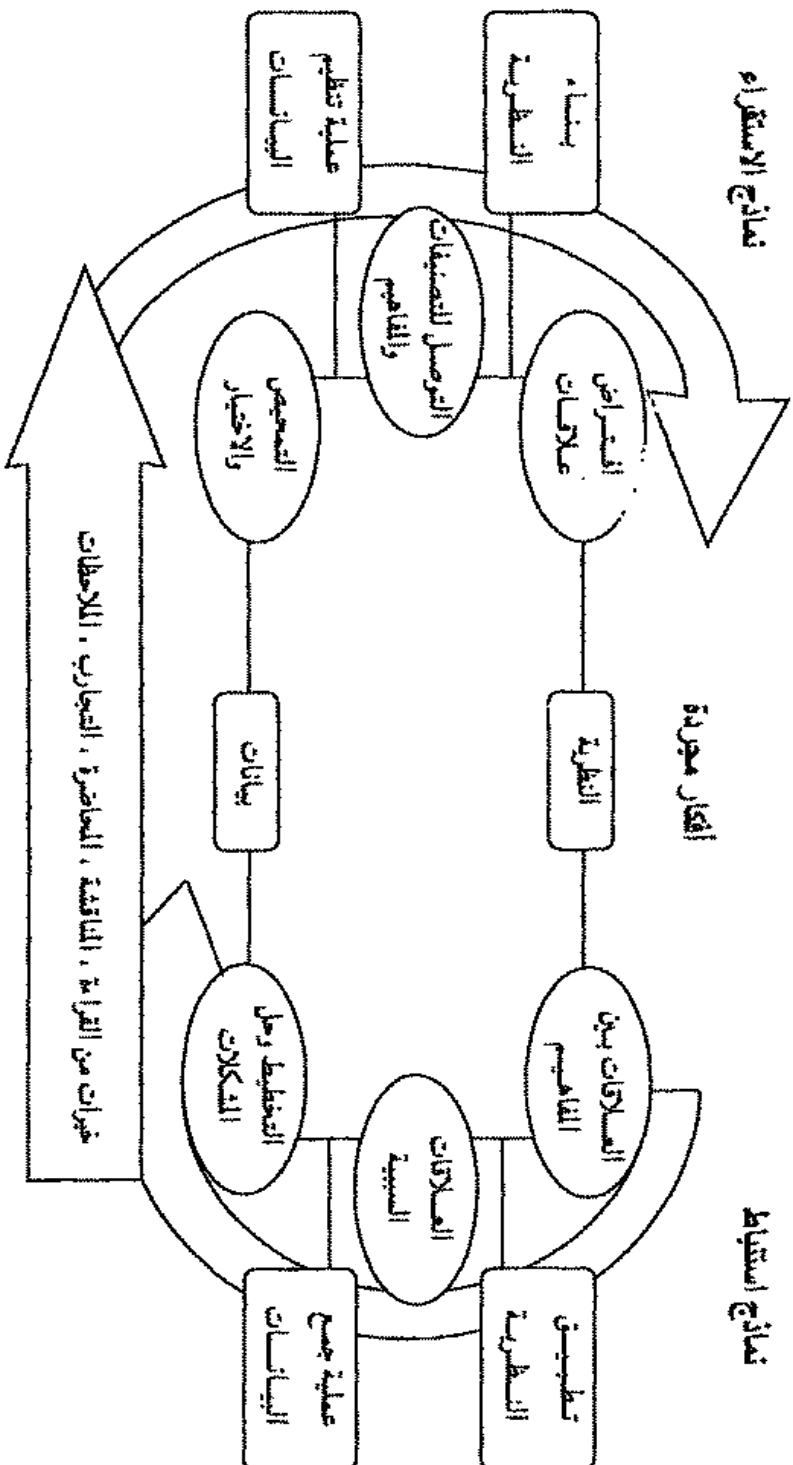 نماذج استنباط
أفكار مجردة
نماذج الاستقراء
العلاقات بين
المفاهيم
النظرية
افتراض
علاقات
تطبيق
النظرية
بناء
النظرية
العلاقات
السببية
التوصل للتصنيفات
والمفاهيم
عملية جمع
البيانات
عملية تنظيم
البيانات
التخطيط وحل
المشكلات
بيانات
التمحيص
والاختيار
خبرات من القراءة ، المناقشة ، المحاضرة ، التجارب ، الملاحظات